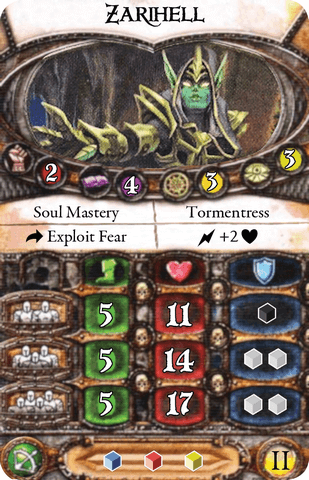 ZARIHELL
2 4 3 3
Soul Mastery Tormentress
Exploit Fear +2
5 11
5 14
5 17
II